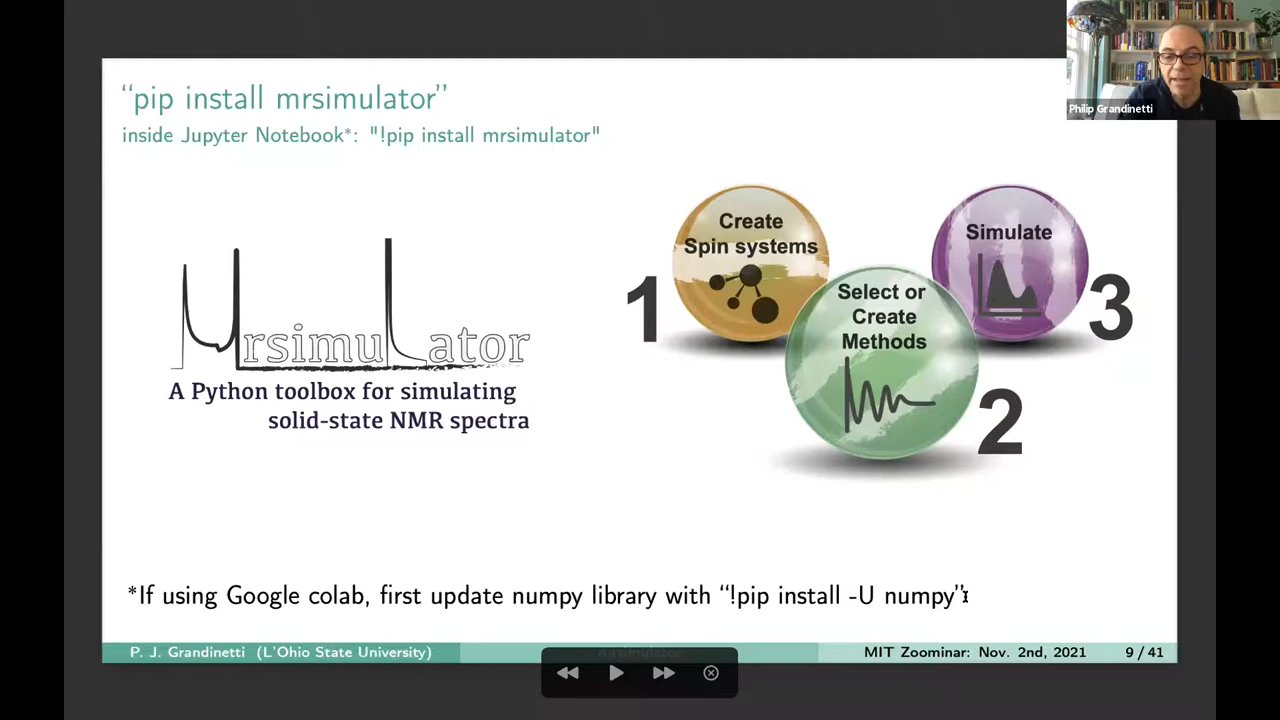 “pip install mrsimulator”
inside Jupyter Notebook*: "!pip install mrsimulator"
Philip Grandinetti
mrsimulator
A Python toolbox for simulating
solid-state NMR spectra
1
Create
Spin systems
Select or
Create
Methods
2
Simulate
3
*If using Google colab, first update numpy library with “!pip install -U numpy”
P. J. Grandinetti (L'Ohio State University)
mrsimulator
MIT Zoominar: Nov. 2nd, 2021
9 / 41